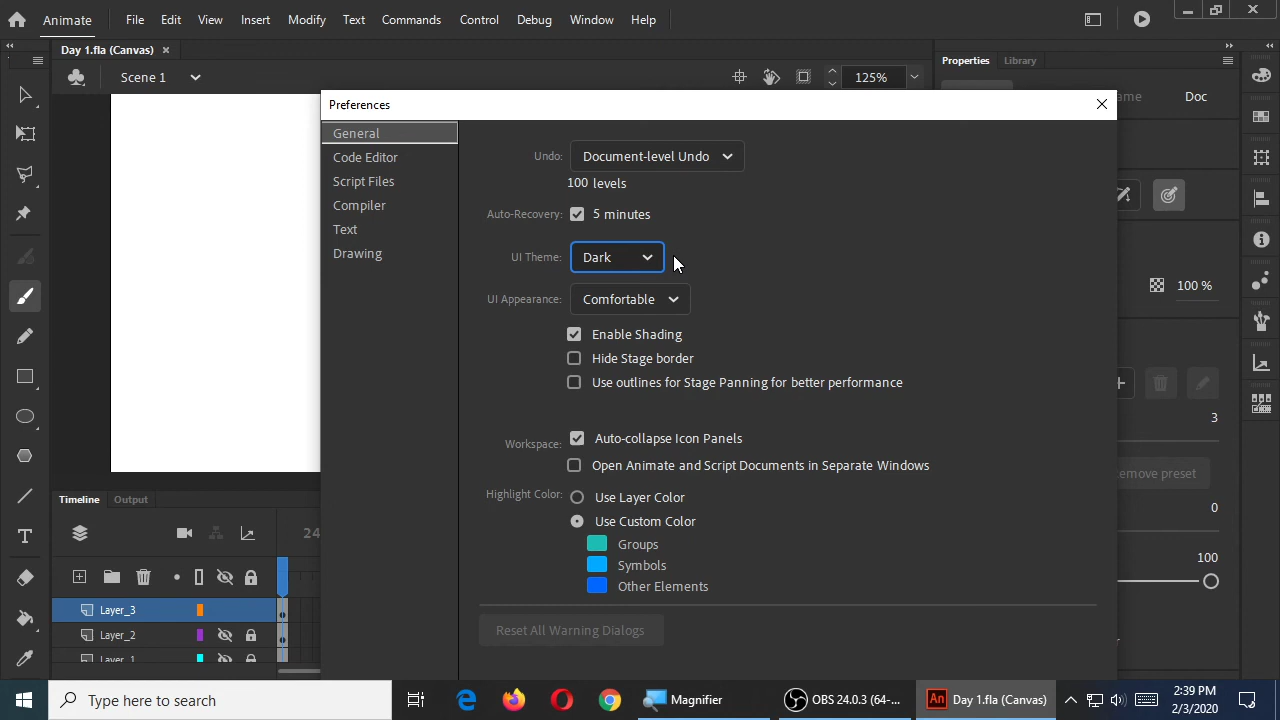 Animate File Edit View Insert Modify Text Commands Control Debug Window Help
Day 1.fla (Canvas)
Properties Library
Scene 1
125%
Doc
Preferences
General
Code Editor
Script Files
Compiler
Text
Drawing
Undo: Document-level Undo
100 levels
Auto-Recovery: 5 minutes
UI Theme: Dark
UI Appearance: Comfortable
Enable Shading
Hide Stage border
Use outlines for Stage Panning for better performance
Workspace: Auto-collapse Icon Panels
Open Animate and Script Documents in Separate Windows
Highlight Color: Use Layer Color
Use Custom Color
Groups
Symbols
Other Elements
Reset All Warning Dialogs
100 %
3
emove preset
0
100
Timeline Output
24
Layer_3
Layer_2
Layer_1
Type here to search
Magnifier
OBS 24.0.3 (64-...
An Day 1.fla (Canvas)
2:39 PM
2/3/2020